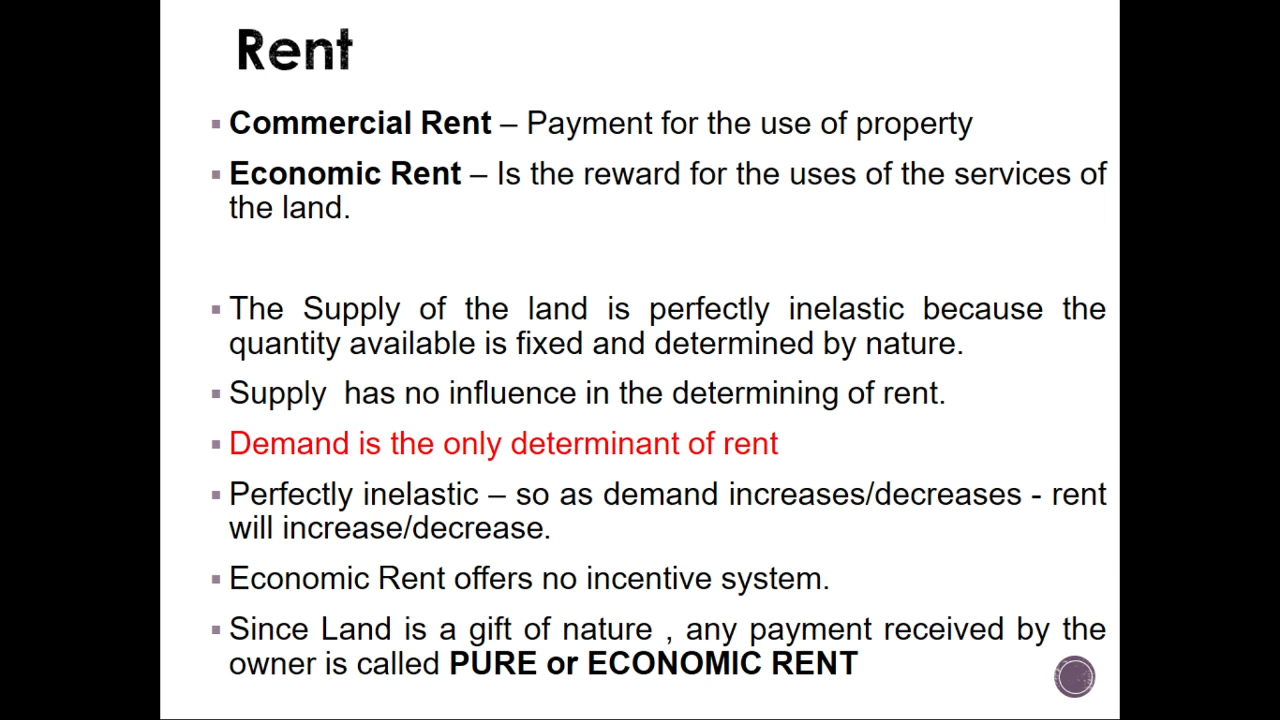 Rent
▪ Commercial Rent – Payment for the use of property
▪ Economic Rent – Is the reward for the uses of the services of
the land.
▪ The Supply of the land is perfectly inelastic because the
quantity available is fixed and determined by nature.
▪ Supply  has no influence in the determining of rent.
▪ Demand is the only determinant of rent
▪ Perfectly inelastic – so as demand increases/decreases - rent
will increase/decrease.
▪ Economic Rent offers no incentive system.
▪ Since Land is a gift of nature , any payment received by the
owner is called PURE or ECONOMIC RENT